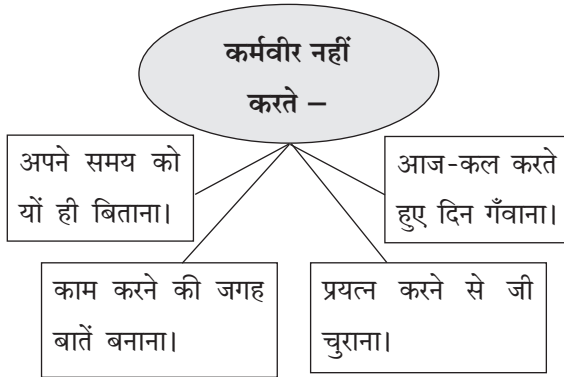 कर्मवीर नहीं
करते –
अपने समय को
यों ही बिताना।
आज-कल करते
हुए दिन गँवाना।
काम करने की जगह
बातें बनाना।
प्रयत्न करने से जी
चुराना।